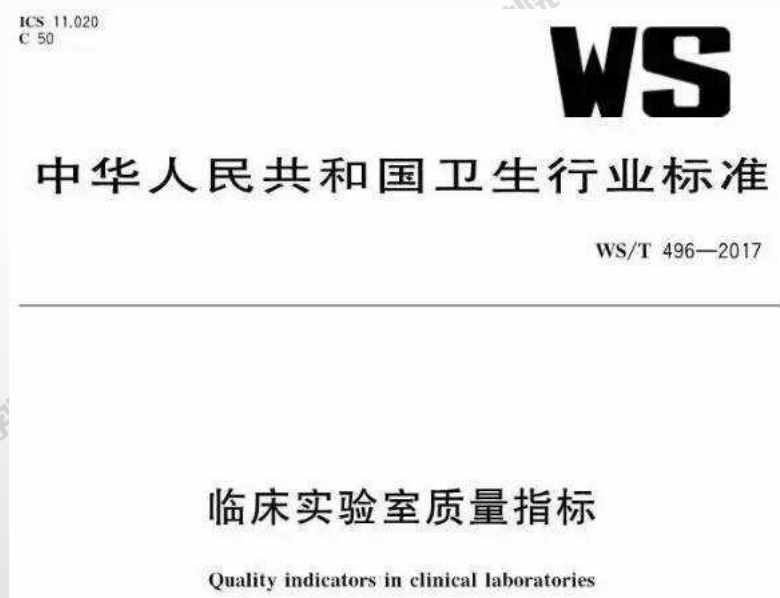 ICS 11.020
C 50
WS
中华人民共和国卫生行业标准
WS/T 496—2017
临床实验室质量指标
Quality indicators in clinical laboratories